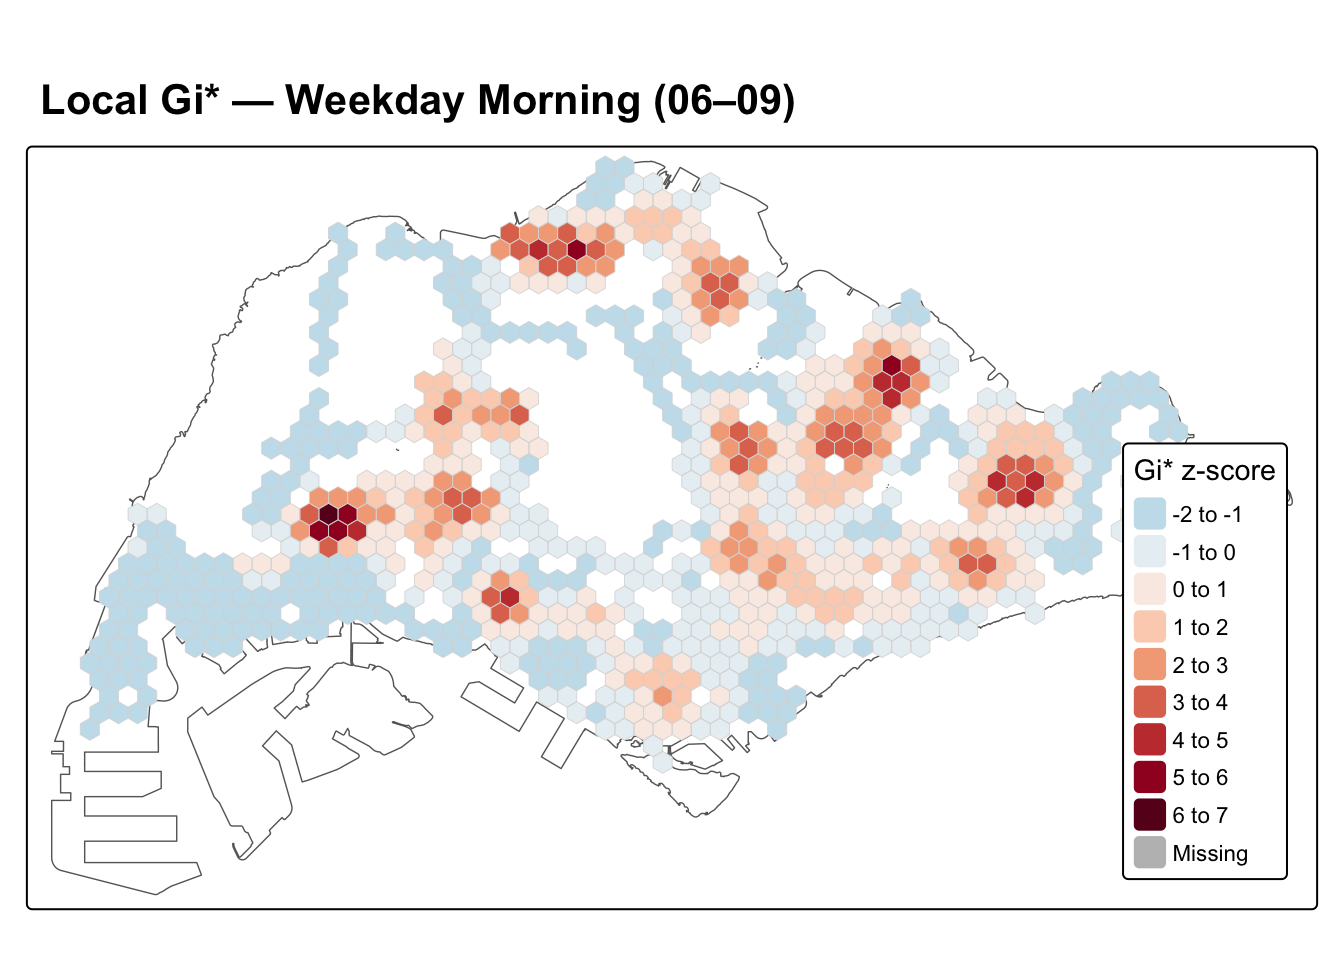 Local Gi* — Weekday Morning (06–09)
Gi* z-score
-2 to -1
-1 to 0
0 to 1
1 to 2
2 to 3
3 to 4
4 to 5
5 to 6
6 to 7
Missing